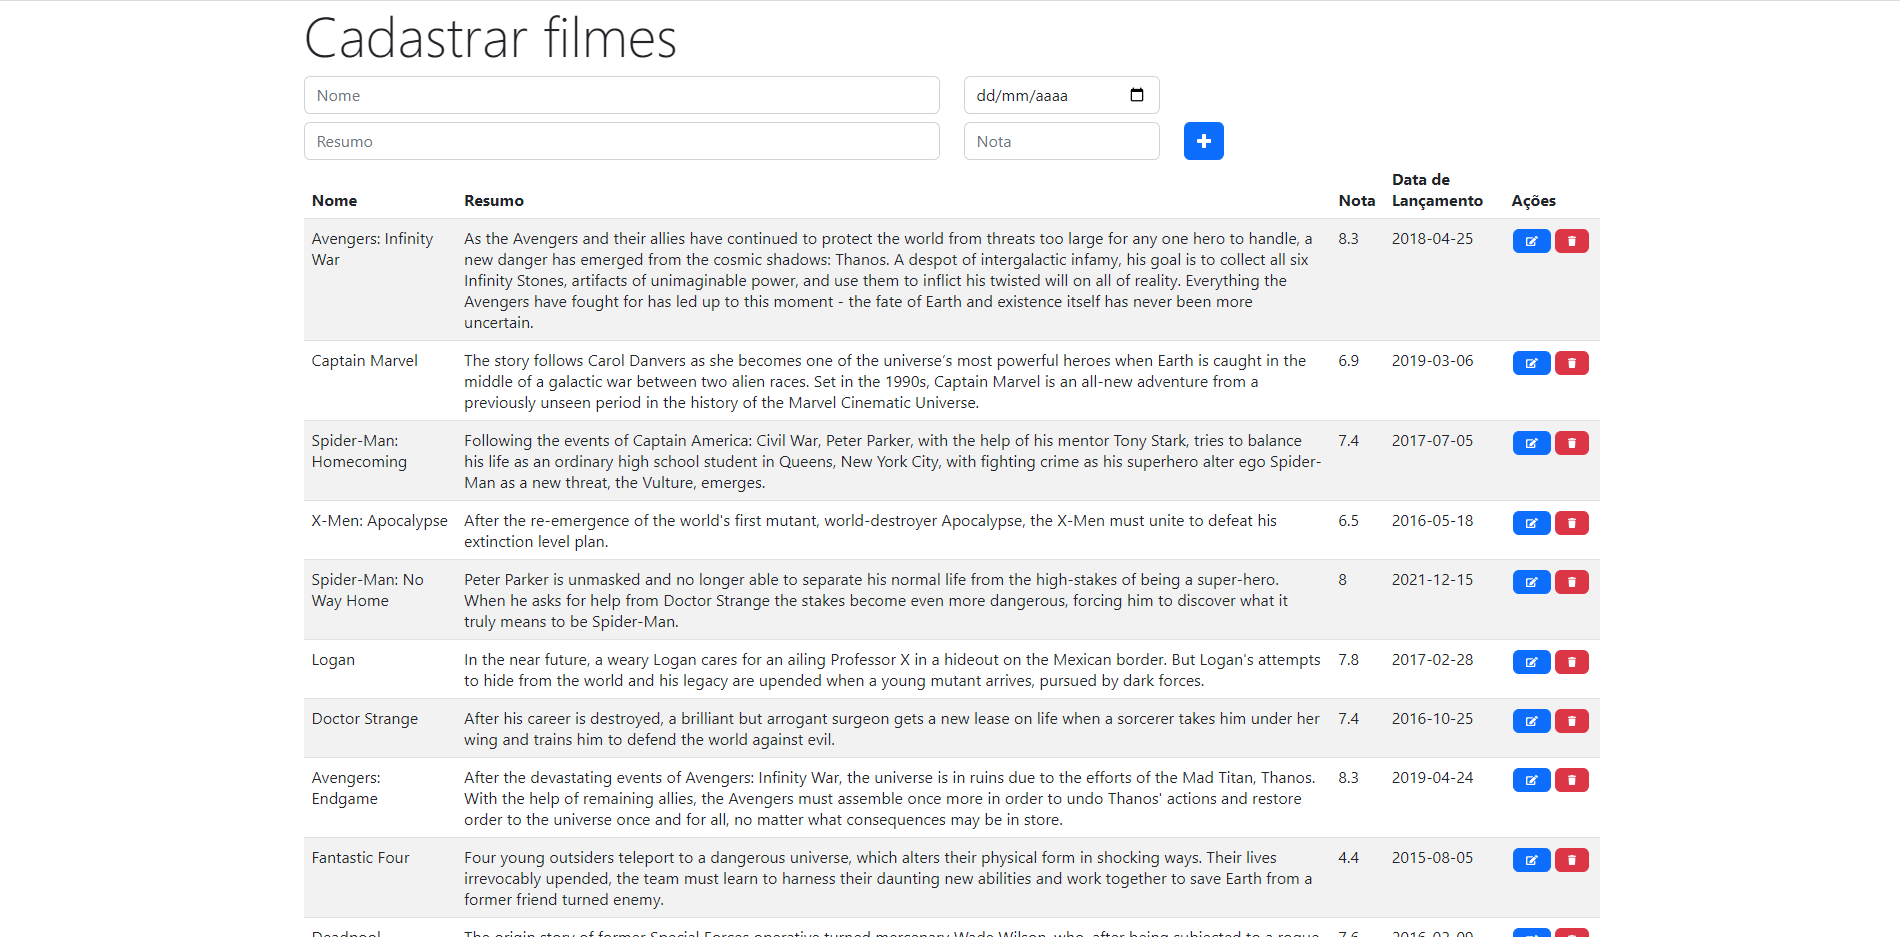 Cadastrar filmes
Nome
dd/mm/aaaa
Resumo
Nota
Nome Resumo Nota Data de Lançamento Ações
Avengers: Infinity War
As the Avengers and their allies have continued to protect the world from threats too large for any one hero to handle, a
new danger has emerged from the cosmic shadows: Thanos. A despot of intergalactic infamy, his goal is to collect all six
Infinity Stones, artifacts of unimaginable power, and use them to inflict his twisted will on all of reality. Everything the
Avengers have fought for has led up to this moment - the fate of Earth and existence itself has never been more
uncertain.
8.3
2018-04-25
Captain Marvel
The story follows Carol Danvers as she becomes one of the universe’s most powerful heroes when Earth is caught in the
middle of a galactic war between two alien races. Set in the 1990s, Captain Marvel is an all-new adventure from a
previously unseen period in the history of the Marvel Cinematic Universe.
6.9
2019-03-06
Spider-Man:
Homecoming
Following the events of Captain America: Civil War, Peter Parker, with the help of his mentor Tony Stark, tries to balance
his life as an ordinary high school student in Queens, New York City, with fighting crime as his superhero alter ego Spider-
Man as a new threat, the Vulture, emerges.
7.4
2017-07-05
X-Men: Apocalypse
After the re-emergence of the world's first mutant, world-destroyer Apocalypse, the X-Men must unite to defeat his
extinction level plan.
6.5
2016-05-18
Spider-Man: No
Way Home
Peter Parker is unmasked and no longer able to separate his normal life from the high-stakes of being a super-hero.
When he asks for help from Doctor Strange the stakes become even more dangerous, forcing him to discover what it
truly means to be Spider-Man.
8
2021-12-15
Logan
In the near future, a weary Logan cares for an ailing Professor X in a hideout on the Mexican border. But Logan's attempts
to hide from the world and his legacy are upended when a young mutant arrives, pursued by dark forces.
7.8
2017-02-28
Doctor Strange
After his career is destroyed, a brilliant but arrogant surgeon gets a new lease on life when a sorcerer takes him under her
wing and trains him to defend the world against evil.
7.4
2016-10-25
Avengers:
Endgame
After the devastating events of Avengers: Infinity War, the universe is in ruins due to the efforts of the Mad Titan, Thanos.
With the help of remaining allies, the Avengers must assemble once more in order to undo Thanos' actions and restore
order to the universe once and for all, no matter what consequences may be in store.
8.3
2019-04-24
Fantastic Four
Four young outsiders teleport to a dangerous universe, which alters their physical form in shocking ways. Their lives
irrevocably upended, the team must learn to harness their daunting new abilities and work together to save Earth from a
former friend turned enemy.
4.4
2015-08-05
Deadpool
The origin story of former Special Forces operative turned mercenary Wade Wilson, who, after being subjected to a rogue
7.6
2016-02-09